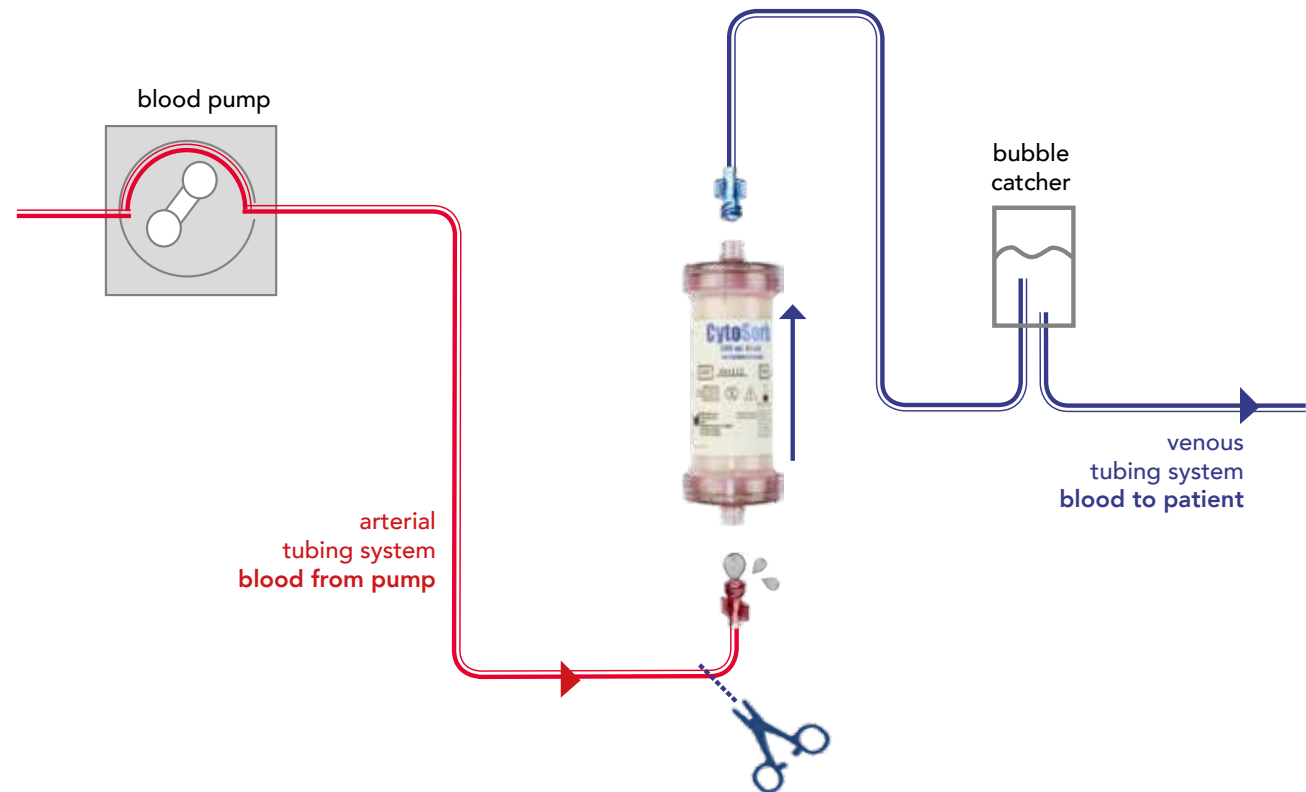 blood pump
bubble
catcher
CytoSorb
venous
tubing system
blood to patient
arterial
tubing system
blood from pump